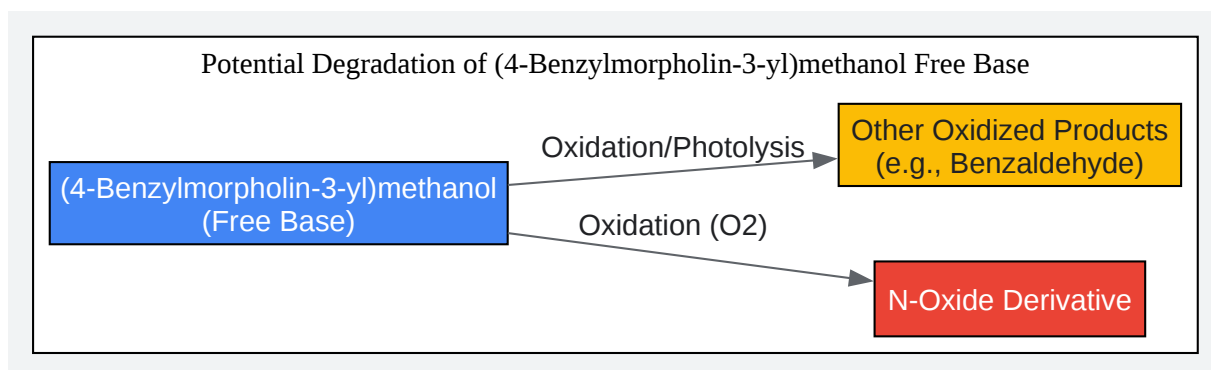 Potential Degradation of (4-Benzylmorpholin-3-yl)methanol Free Base
(4-Benzylmorpholin-3-yl)methanol
(Free Base)
Oxidation/Photolysis
Other Oxidized Products
(e.g., Benzaldehyde)
Oxidation (O2)
N-Oxide Derivative